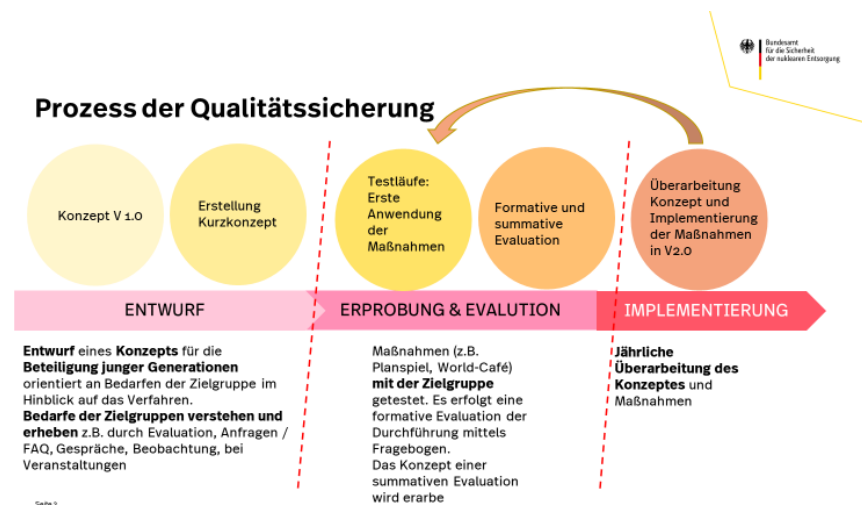 Bundesamt
für die Sicherheit
der nuklearen Entsorgung
Prozess der Qualitätssicherung
Konzept V 1.0
Erstellung
Kurzkonzept
Testläufe:
Erste
Anwendung
der
Maßnahmen
Formative und
summative
Evaluation
Überarbeitung
Konzept und
Implementierung
der Maßnahmen
in V2.0
ENTWURF
ERPROBUNG & EVALUTION
IMPLEMENTIERUNG
Entwurf eines Konzepts für die
Beteiligung junger Generationen
orientiert an Bedarfen der Zielgruppe im
Hinblick auf das Verfahren.
Bedarfe der Zielgruppen verstehen und
erheben z.B. durch Evaluation, Anfragen /
FAQ, Gespräche, Beobachtung, bei
Veranstaltungen
Maßnahmen (z.B.
Planspiel, World-Café)
mit der Zielgruppe
getestet. Es erfolgt eine
formative Evaluation der
Durchführung mittels
Fragebogen.
Das Konzept einer
summativen Evaluation
wird erarbe
Jährliche
Überarbeitung des
Konzeptes und
Maßnahmen